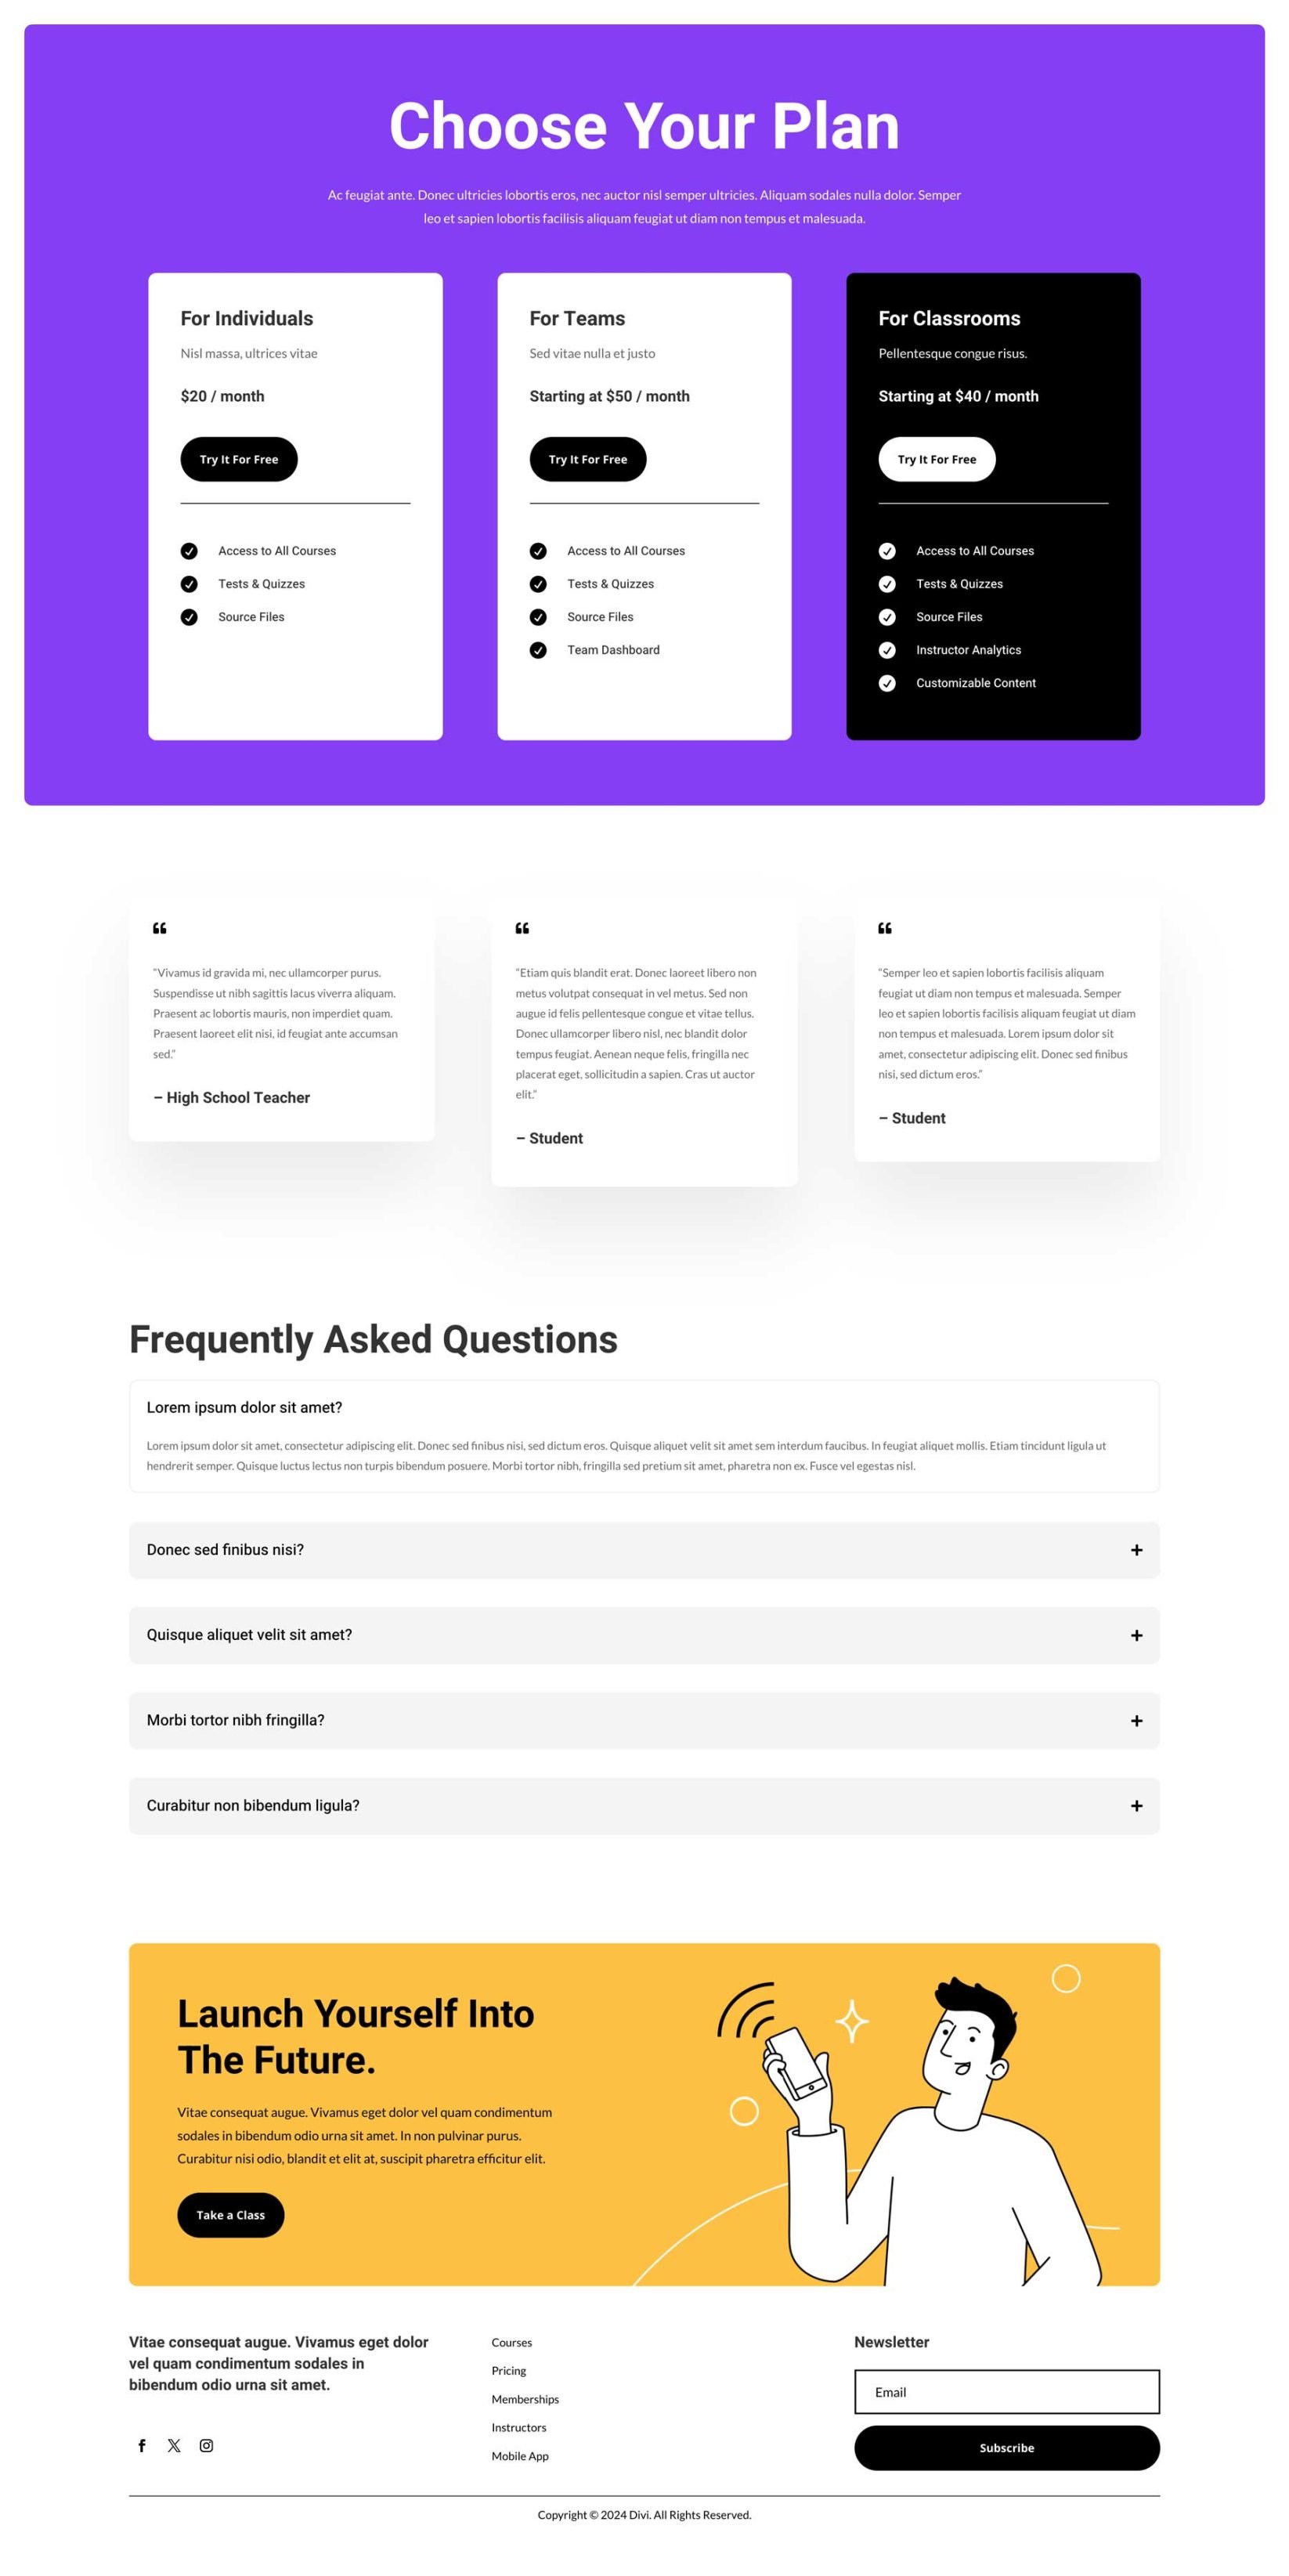 Choose Your Plan
Ac feugiat ante. Donec ultricies lobortis eros, nec auctor nisl semper ultricies. Aliquam sodales nulla dolor. Semper
leo et sapien lobortis facilisis aliquam feugiat ut diam non tempus et malesuada.
For Individuals
Nisl massa, ultrices vitae
$20 / month
Try It For Free
Access to All Courses
Tests & Quizzes
Source Files
For Teams
Sed vitae nulla et justo
Starting at $50 / month
Try It For Free
Access to All Courses
Tests & Quizzes
Source Files
Team Dashboard
For Classrooms
Pellentesque congue risus.
Starting at $40 / month
Try It For Free
Access to All Courses
Tests & Quizzes
Source Files
Instructor Analytics
Customizable Content
“Vivamus id gravida mi, nec ullamcorper purus.
Suspendisse ut nibh sagittis lacus viverra aliquam.
Praesent ac lobortis mauris, non imperdiet quam.
Praesent laoreet elit nisi, id feugiat ante accumsan
sed.”
– High School Teacher
“Etiam quis blandit erat. Donec laoreet libero non
metus volutpat consequat in vel metus. Sed non
augue id felis pellentesque congue et vitae tellus.
Donec ullamcorper libero nisl, nec blandit dolor
tempus feugiat. Aenean neque felis, fringilla nec
placerat eget, sollicitudin a sapien. Cras ut auctor
elit.”
– Student
“Semper leo et sapien lobortis facilisis aliquam
feugiat ut diam non tempus et malesuada. Semper
leo et sapien lobortis facilisis aliquam feugiat ut diam
non tempus et malesuada. Lorem ipsum dolor sit
amet, consectetur adipiscing elit. Donec sed finibus
nisi, sed dictum eros.”
– Student
Frequently Asked Questions
Lorem ipsum dolor sit amet?
Lorem ipsum dolor sit amet, consectetur adipiscing elit. Donec sed finibus nisi, sed dictum eros. Quisque aliquet velit sit amet sem interdum faucibus. In feugiat aliquet mollis. Etiam tincidunt ligula ut
hendrerit semper. Quisque luctus lectus non turpis bibendum posuere. Morbi tortor nibh, fringilla sed pretium sit amet, pharetra non ex. Fusce vel egestas nisl.
Donec sed finibus nisi?
Quisque aliquet velit sit amet?
Morbi tortor nibh fringilla?
Curabitur non bibendum ligula?
Launch Yourself Into
The Future.
Vitae consequat augue. Vivamus eget dolor vel quam condimentum
sodales in bibendum odio urna sit amet. In non pulvinar purus.
Curabitur nisi odio, blandit et elit at, suscipit pharetra efficitur elit.
Take a Class
Vitae consequat augue. Vivamus eget dolor
vel quam condimentum sodales in
bibendum odio urna sit amet.
Courses
Pricing
Memberships
Instructors
Mobile App
Newsletter
Email
Subscribe
Copyright © 2024 Divi. All Rights Reserved.